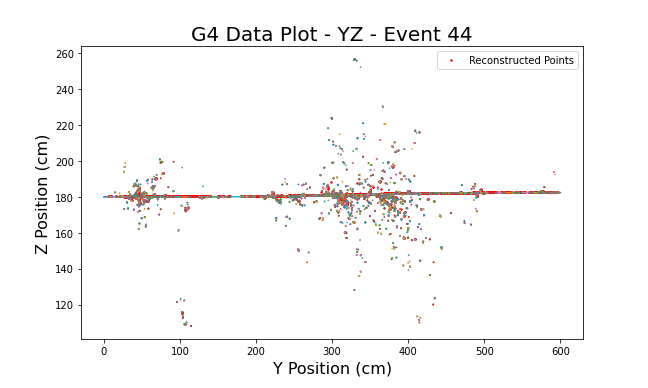 G4 Data Plot - YZ - Event 44
Reconstructed Points
Z Position (cm)
260
240
220
200
180
160
140
120
0 100 200 300 400 500 600
Y Position (cm)